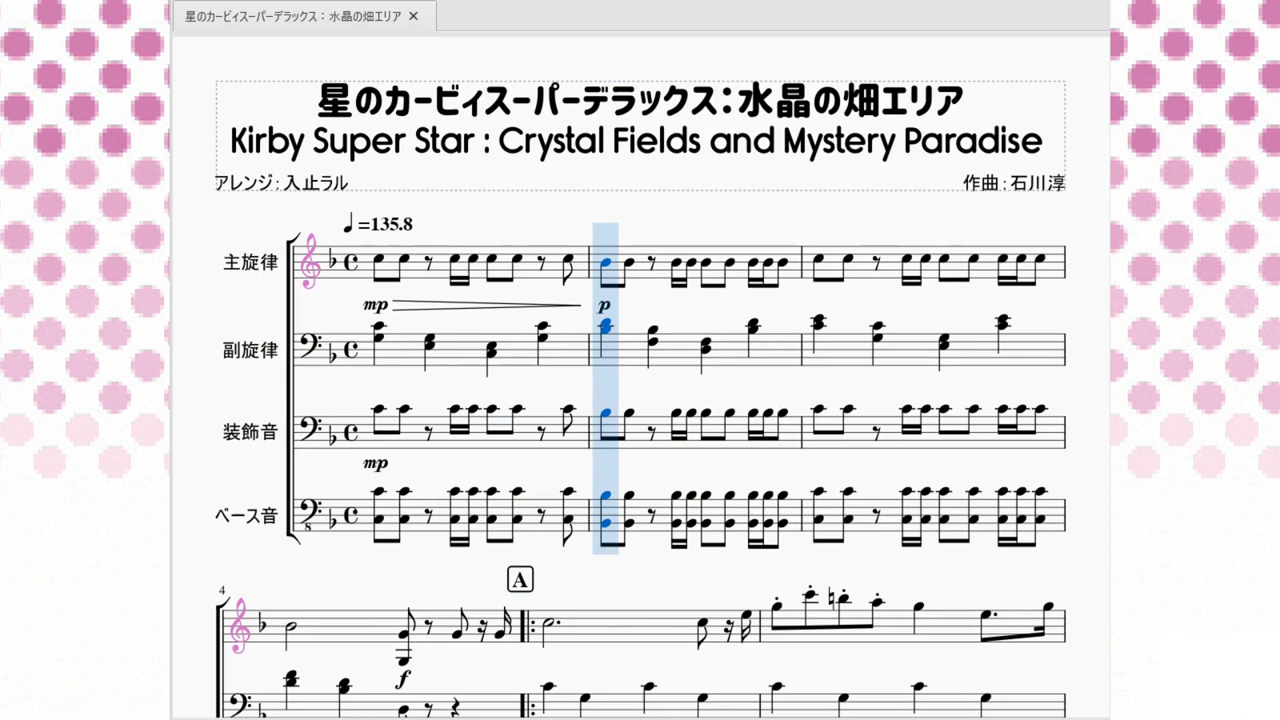 星のカービィスーパーデラックス：水晶の畑エリア ✕
星のカービィスーパーデラックス：水晶の畑エリア
Kirby Super Star : Crystal Fields and Mystery Paradise
アレンジ：入止ラル
作曲：石川淳
♩=135.8
主旋律
mp
p
副旋律
装飾音
mp
ベース音
8
4
A
f